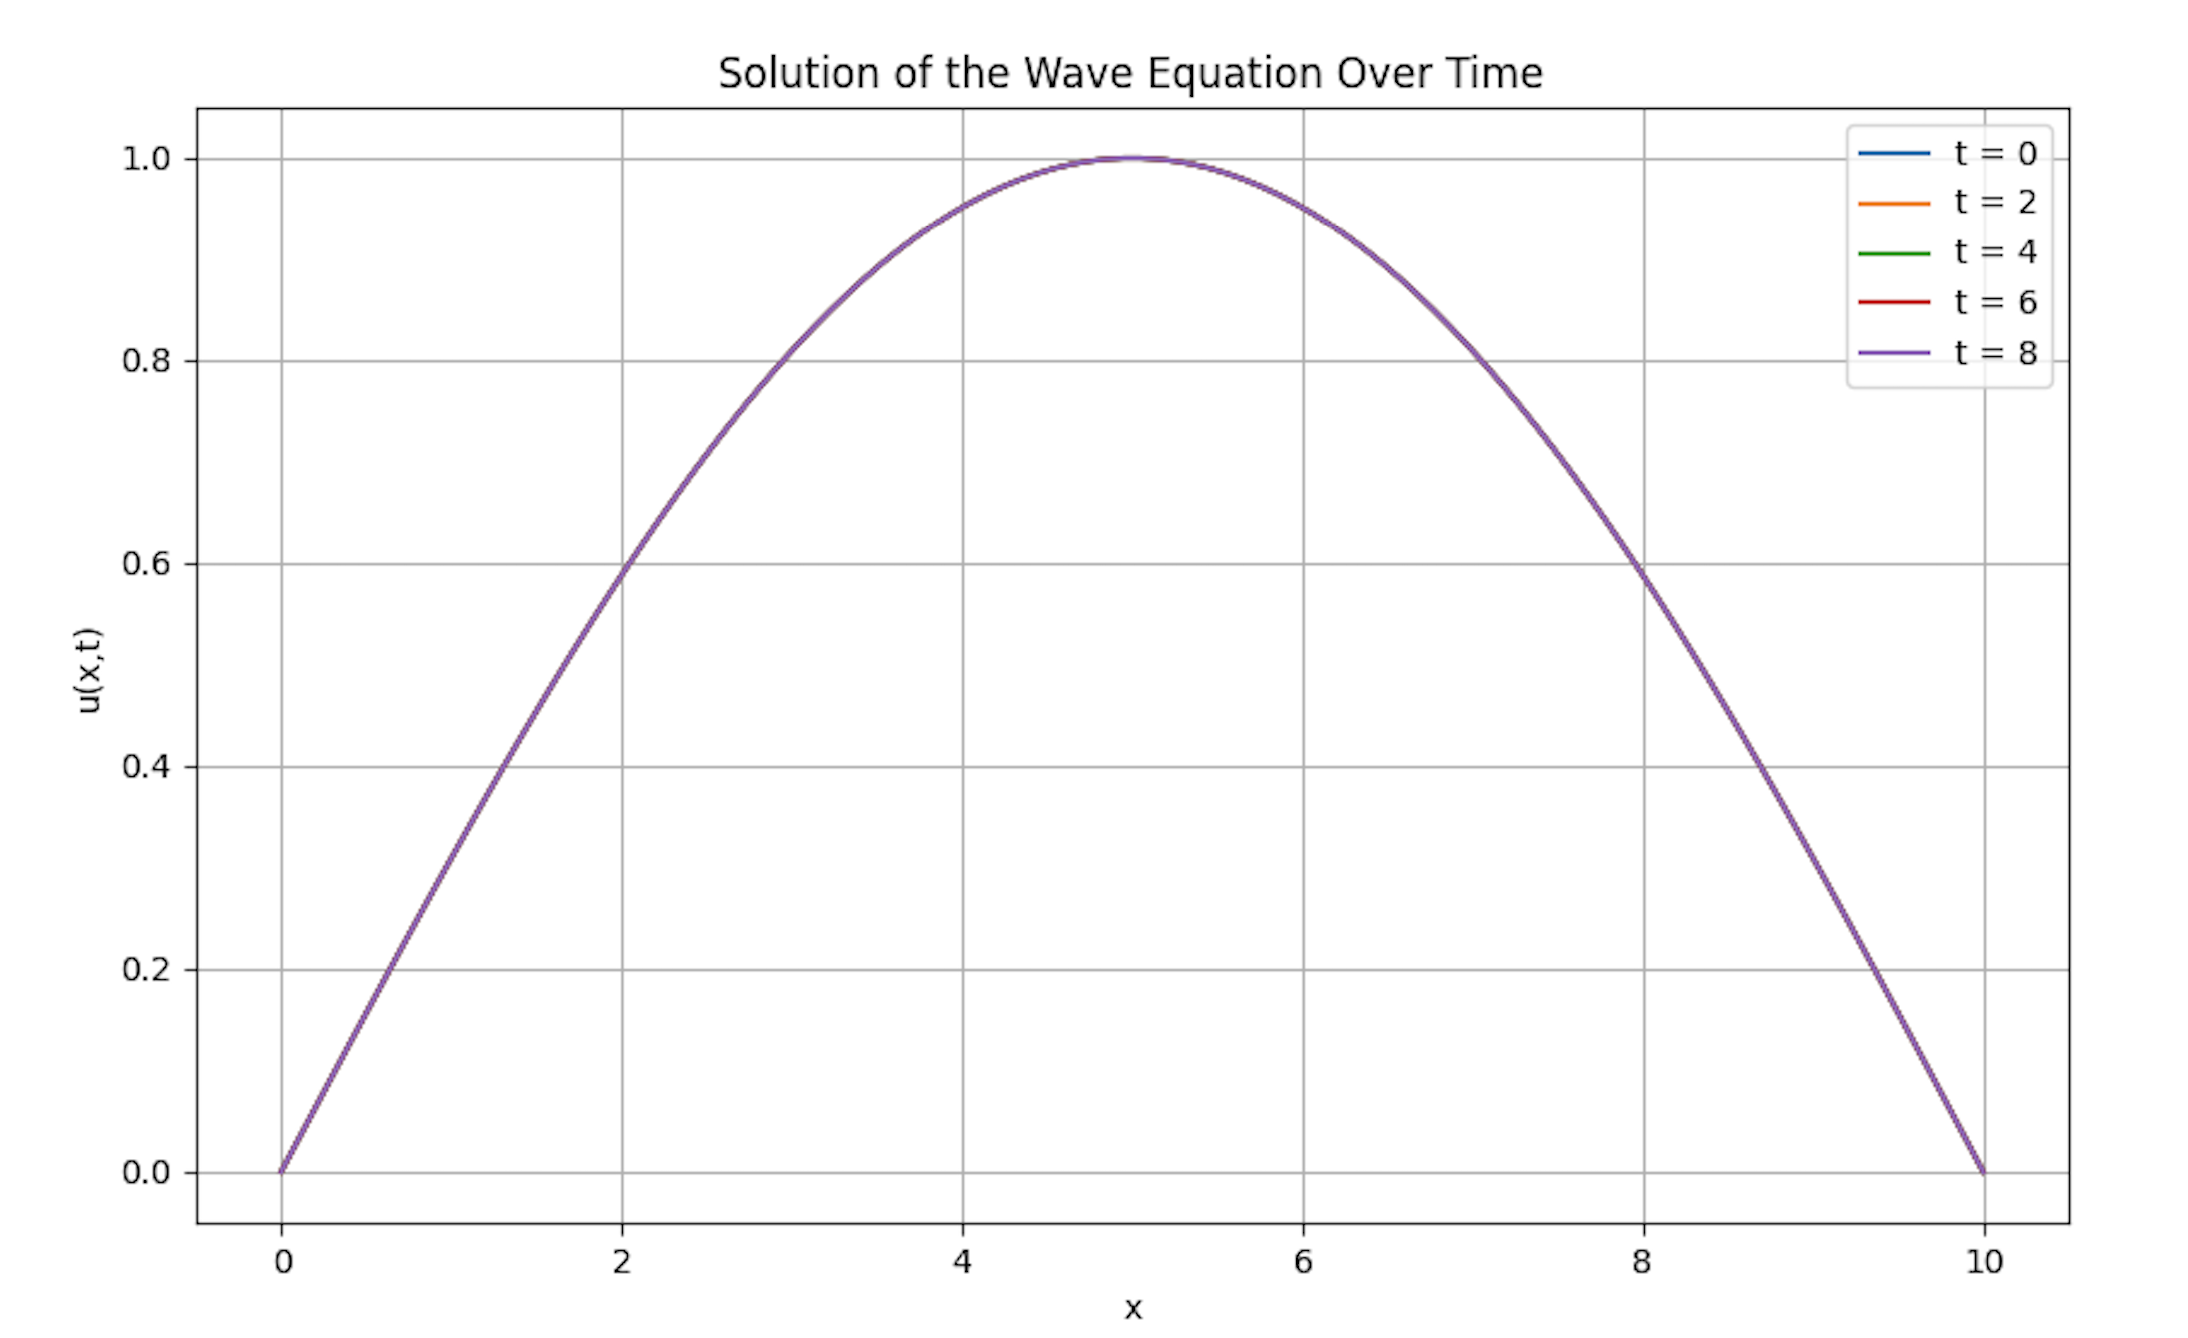 Solution of the Wave Equation Over Time
1.0
0.8
0.6
0.4
0.2
0.0
u(x,t)
t = 0
t = 2
t = 4
t = 6
t = 8
0 2 4 6 8 10
x